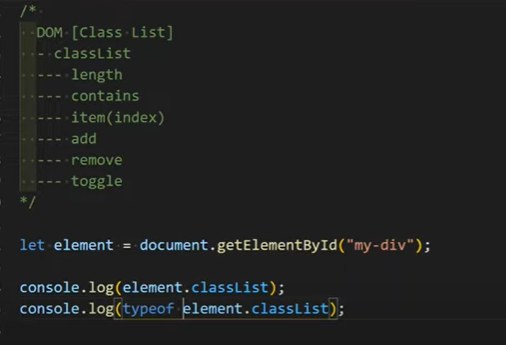 /*
DOM [Class List]
- classList
--- length
--- contains
--- item(index)
--- add
--- remove
--- toggle
*/
let element = document.getElementById("my-div");
console.log(element.classList);
console.log(typeof element.classList);